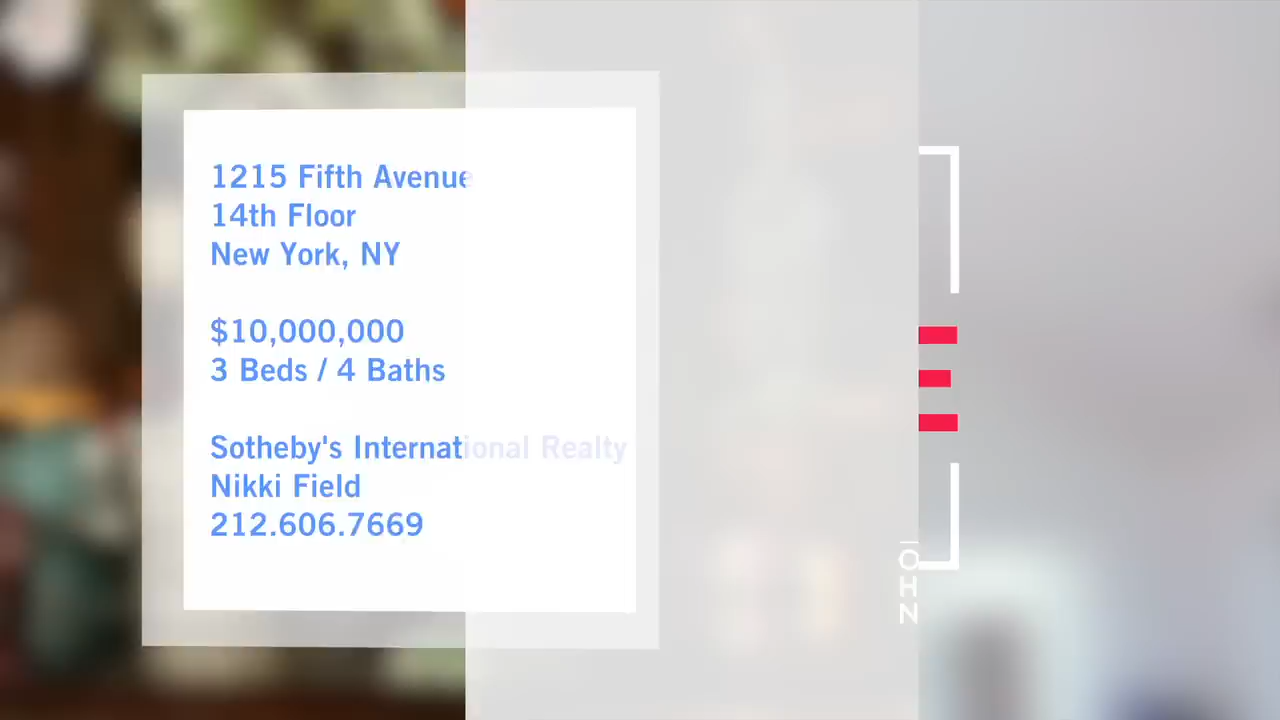 1215 Fifth Avenue
14th Floor
New York, NY
$10,000,000
3 Beds / 4 Baths
Sotheby's International Realty
Nikki Field
212.606.7669